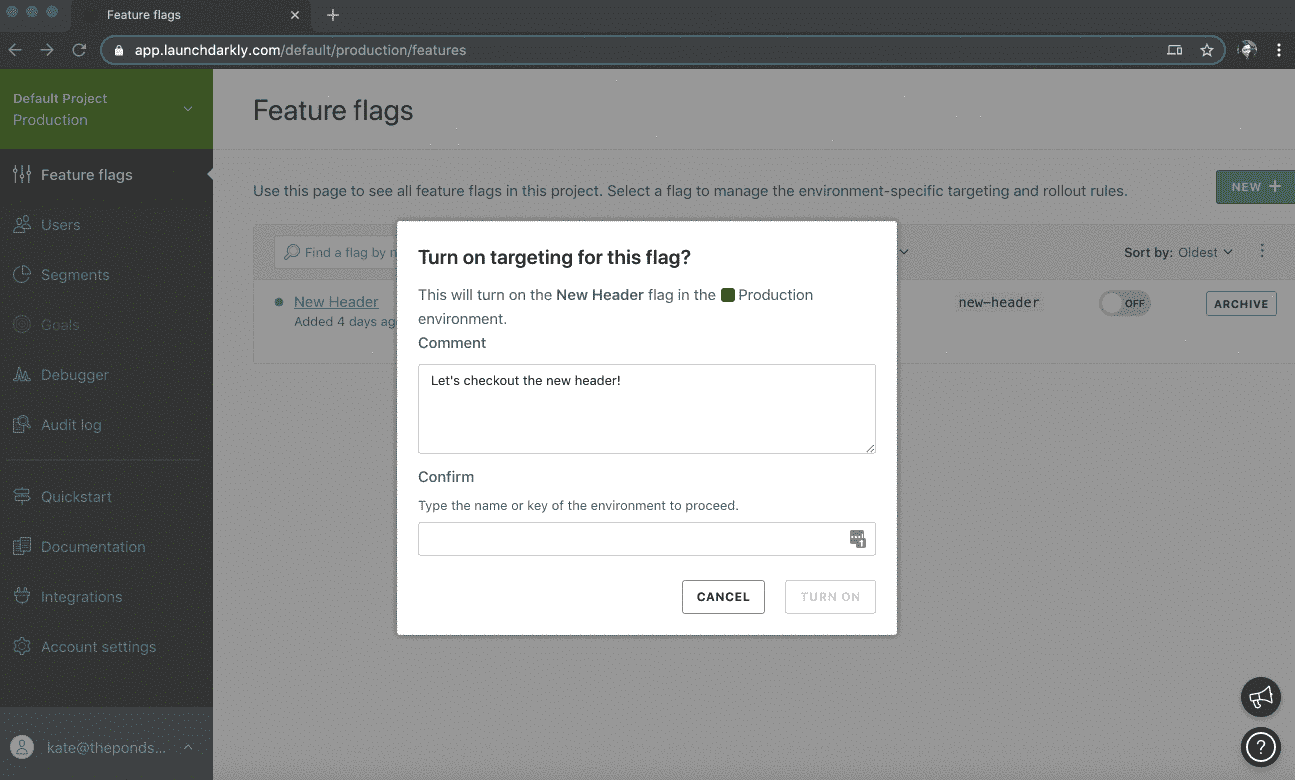 Feature flags
app.launchdarkly.com/default/production/features
Default Project
Production
Feature flags
Users
Segments
Goals
Debugger
Audit log
Quickstart
Documentation
Integrations
Account settings
kate@theponds...
Feature flags
Use this page to see all feature flags in this project. Select a flag to manage the environment-specific targeting and rollout rules.
NEW +
Find a flag by n
Sort by: Oldest
New Header
Added 4 days ag
new-header
OFF
ARCHIVE
Turn on targeting for this flag?
This will turn on the New Header flag in the Production
environment.
Comment
Let's checkout the new header!
Confirm
Type the name or key of the environment to proceed.
1
CANCEL
TURN ON
?